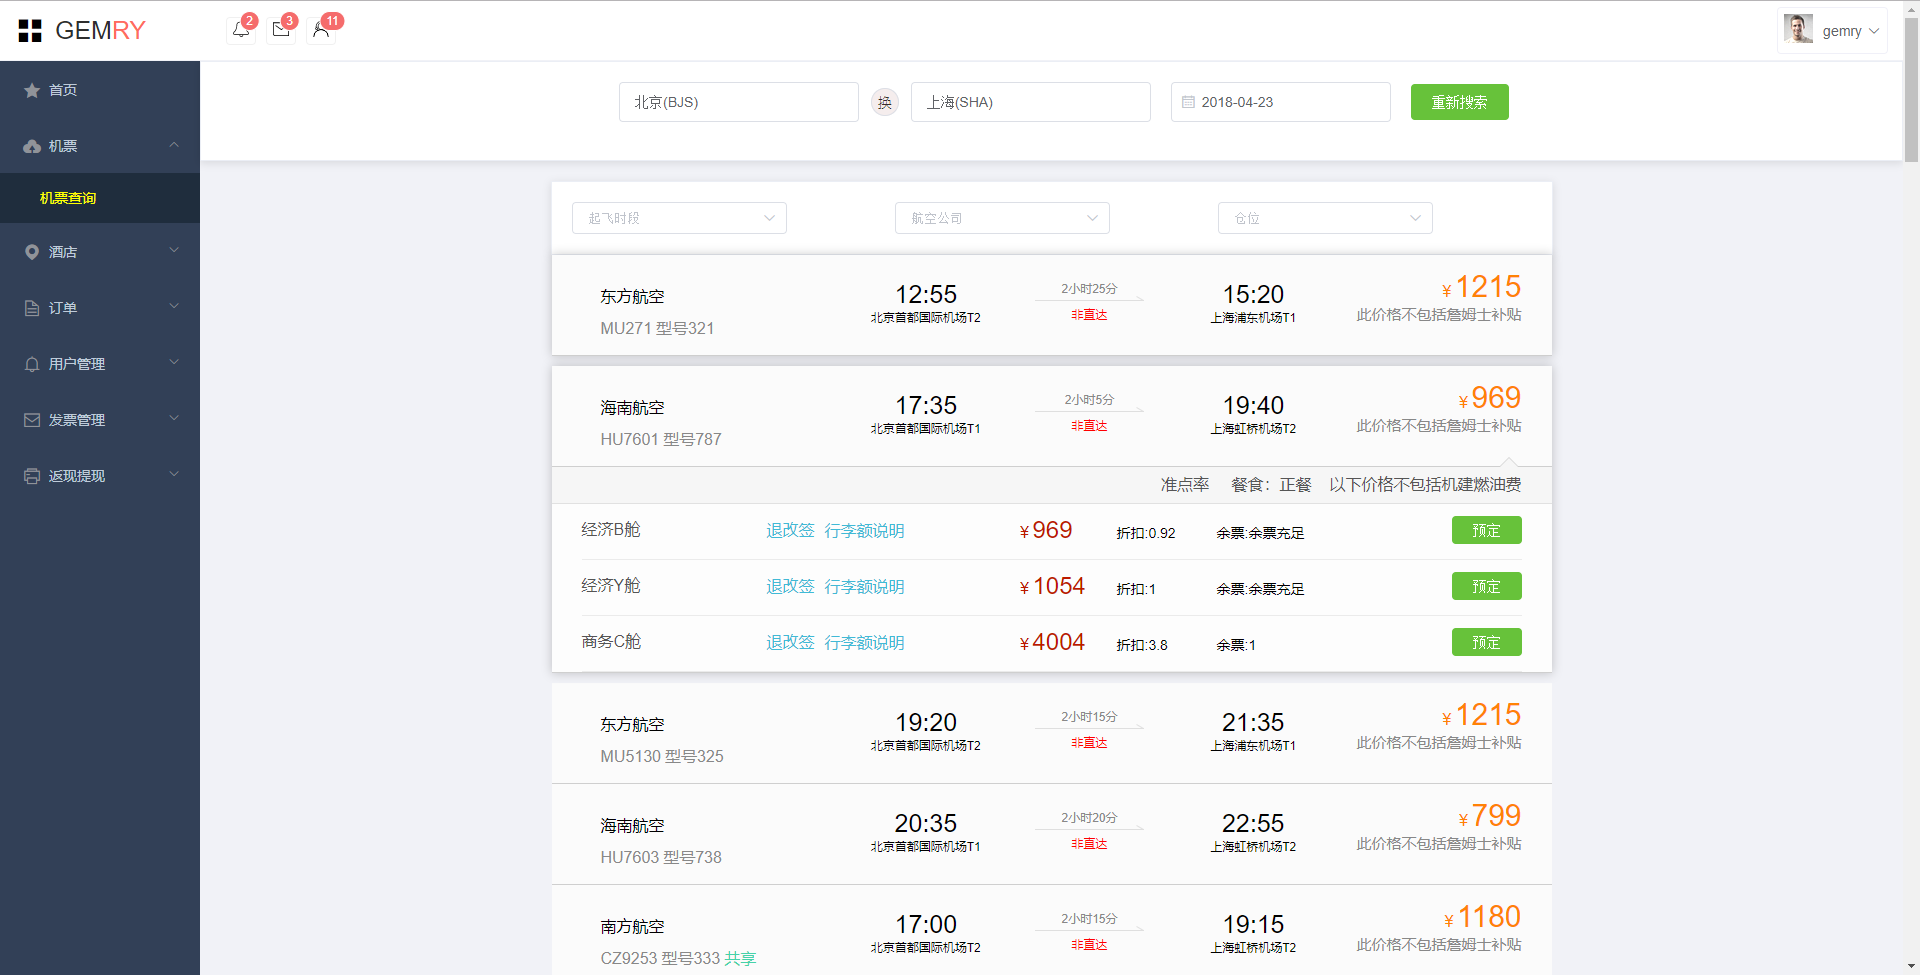 GEMRY
2
3
11
gemry
首页
机票
机票查询
酒店
订单
用户管理
发票管理
返现提现
北京(BJS)
换
上海(SHA)
2018-04-23
重新搜索
起飞时段
航空公司
仓位
东方航空
MU271 型号321
12:55
北京首都国际机场T2
2小时25分
非直达
15:20
上海浦东机场T1
¥1215
此价格不包括詹姆士补贴
海南航空
HU7601 型号787
17:35
北京首都国际机场T1
2小时5分
非直达
19:40
上海虹桥机场T2
¥969
此价格不包括詹姆士补贴
准点率 餐食：正餐 以下价格不包括机建燃油费
经济B舱 退改签 行李额说明 ¥969 折扣:0.92 余票:余票充足 预定
经济Y舱 退改签 行李额说明 ¥1054 折扣:1 余票:余票充足 预定
商务C舱 退改签 行李额说明 ¥4004 折扣:3.8 余票:1 预定
东方航空
MU5130 型号325
19:20
北京首都国际机场T2
2小时15分
非直达
21:35
上海浦东机场T1
¥1215
此价格不包括詹姆士补贴
海南航空
HU7603 型号738
20:35
北京首都国际机场T1
2小时20分
非直达
22:55
上海虹桥机场T2
¥799
此价格不包括詹姆士补贴
南方航空
CZ9253 型号333 共享
17:00
北京首都国际机场T2
2小时15分
非直达
19:15
上海虹桥机场T2
¥1180
此价格不包括詹姆士补贴